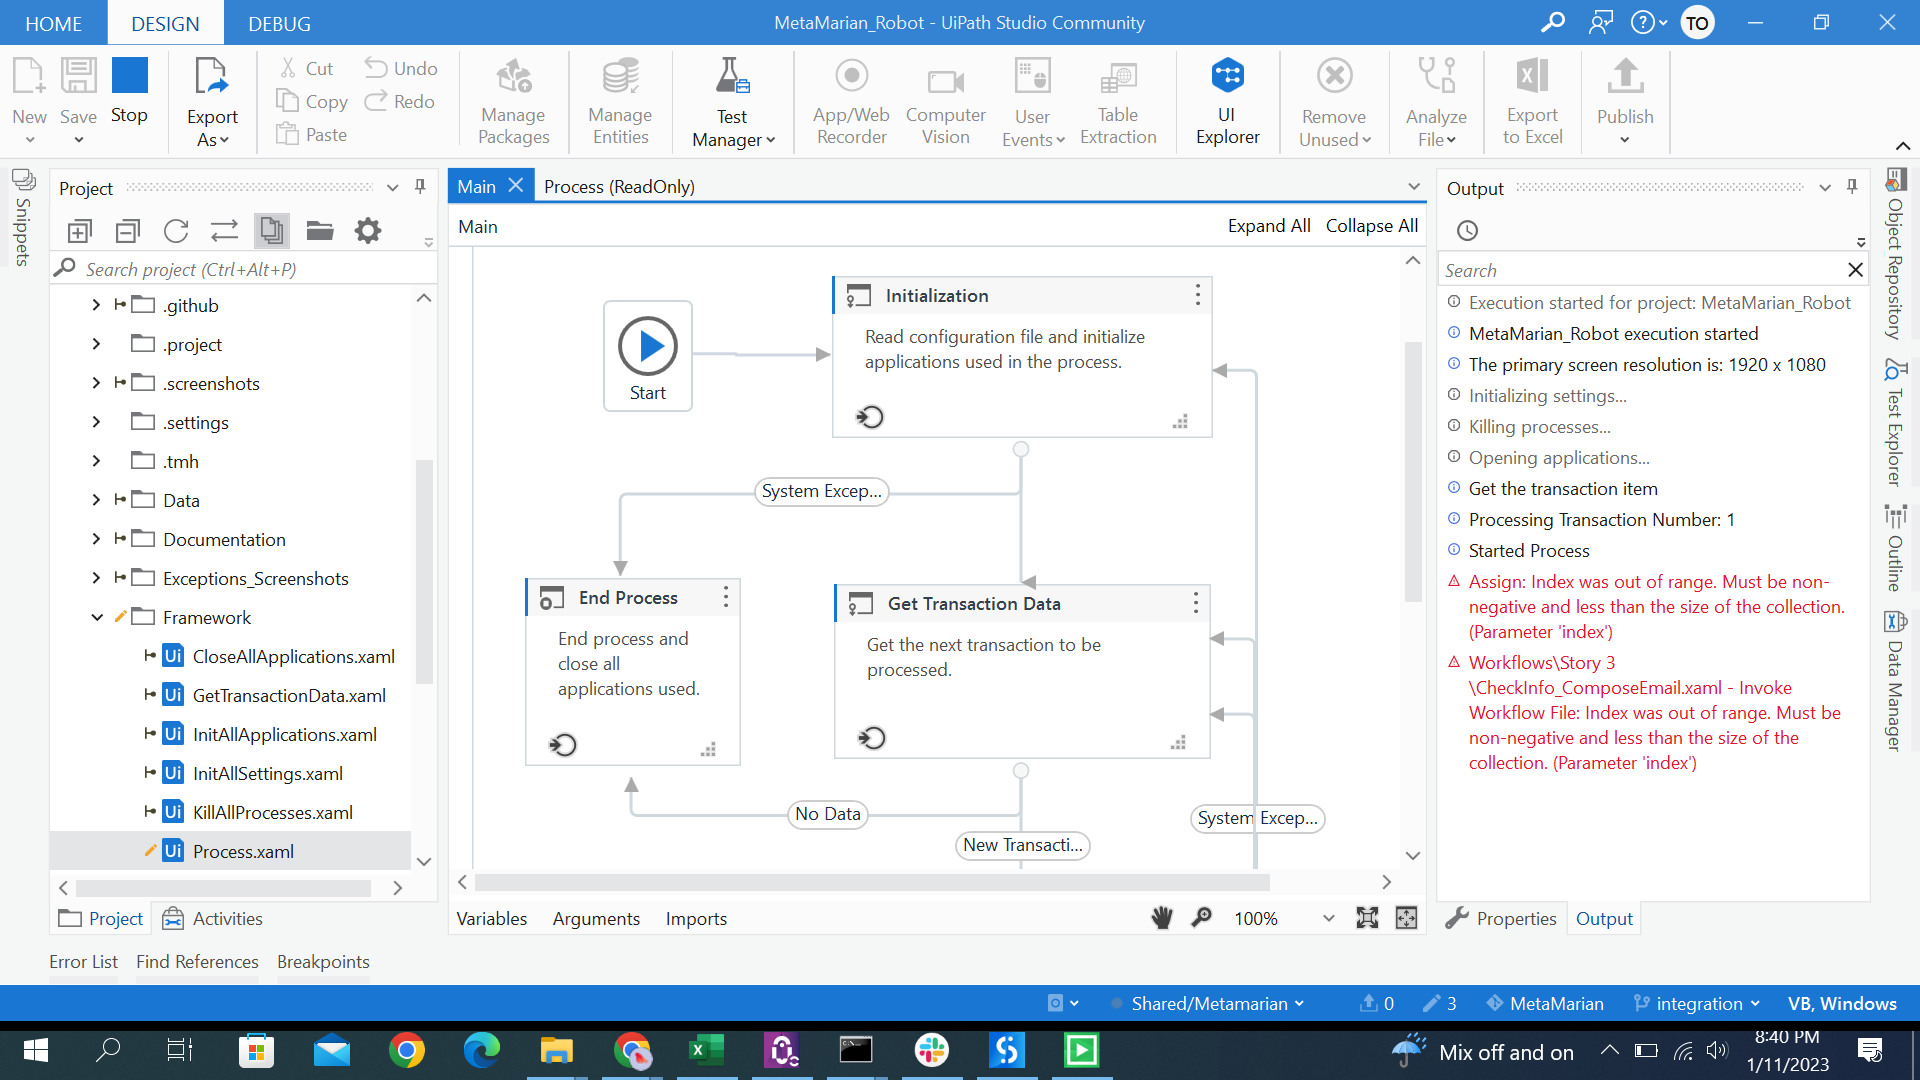 HOME
DESIGN
DEBUG
MetaMarian_Robot - UiPath Studio Community
TO
New
Save
Stop
Export
As
Cut
Copy
Paste
Undo
Redo
Manage
Packages
Manage
Entities
Test
Manager
App/Web
Recorder
Computer
Vision
User
Events
Table
Extraction
UI
Explorer
Remove
Unused
Analyze
File
Export
to Excel
Publish
Snippets
Project
Search project (Ctrl+Alt+P)
.github
.project
.screenshots
.settings
.tmh
Data
Documentation
Exceptions_Screenshots
Framework
Ui CloseAllApplications.xaml
Ui GetTransactionData.xaml
Ui InitAllApplications.xaml
Ui InitAllSettings.xaml
Ui KillAllProcesses.xaml
Ui Process.xaml
Project
Activities
Main
Process (ReadOnly)
Main
Expand All
Collapse All
Start
Initialization
Read configuration file and initialize
applications used in the process.
System Excep...
End Process
End process and
close all
applications used.
Get Transaction Data
Get the next transaction to be
processed.
No Data
New Transacti...
System Excep...
Variables
Arguments
Imports
100%
Output
Search
Execution started for project: MetaMarian_Robot
MetaMarian_Robot execution started
The primary screen resolution is: 1920 x 1080
Initializing settings...
Killing processes...
Opening applications...
Get the transaction item
Processing Transaction Number: 1
Started Process
Assign: Index was out of range. Must be non-
negative and less than the size of the collection.
(Parameter 'index')
Workflows\Story 3
\CheckInfo_ComposeEmail.xaml - Invoke
Workflow File: Index was out of range. Must be
non-negative and less than the size of the
collection. (Parameter 'index')
Properties
Output
Object Repository
Test Explorer
Outline
Data Manager
Error List
Find References
Breakpoints
Shared/Metamarian
0
3
MetaMarian
integration
VB, Windows
Mix off and on
8:40 PM
1/11/2023